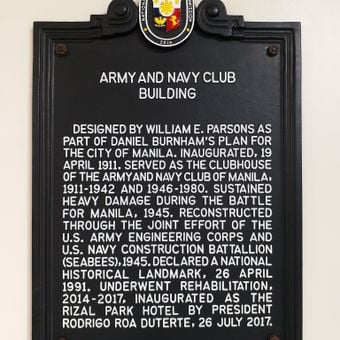 ARMY AND NAVY CLUB
BUILDING
DESIGNED BY WILLIAM E. PARSONS AS
PART OF DANIEL BURNHAM'S PLAN FOR
THE CITY OF MANILA. INAUGURATED, 19
APRIL 1911. SERVED AS THE CLUBHOUSE
OF THE ARMY AND NAVY CLUB OF MANILA,
1911-1942 AND 1946-1980. SUSTAINED
HEAVY DAMAGE DURING THE BATTLE
FOR MANILA, 1945. RECONSTRUCTED
THROUGH THE JOINT EFFORT OF THE
U.S. ARMY ENGINEERING CORPS AND
U.S. NAVY CONSTRUCTION BATTALLION
(SEABEES), 1945. DECLARED A NATIONAL
HISTORICAL LANDMARK, 26 APRIL
1991. UNDERWENT REHABILITATION,
2014-2017, INAUGURATED AS THE
RIZAL PARK HOTEL BY PRESIDENT
RODRIGO ROA DUTERTE, 26 JULY 2017.